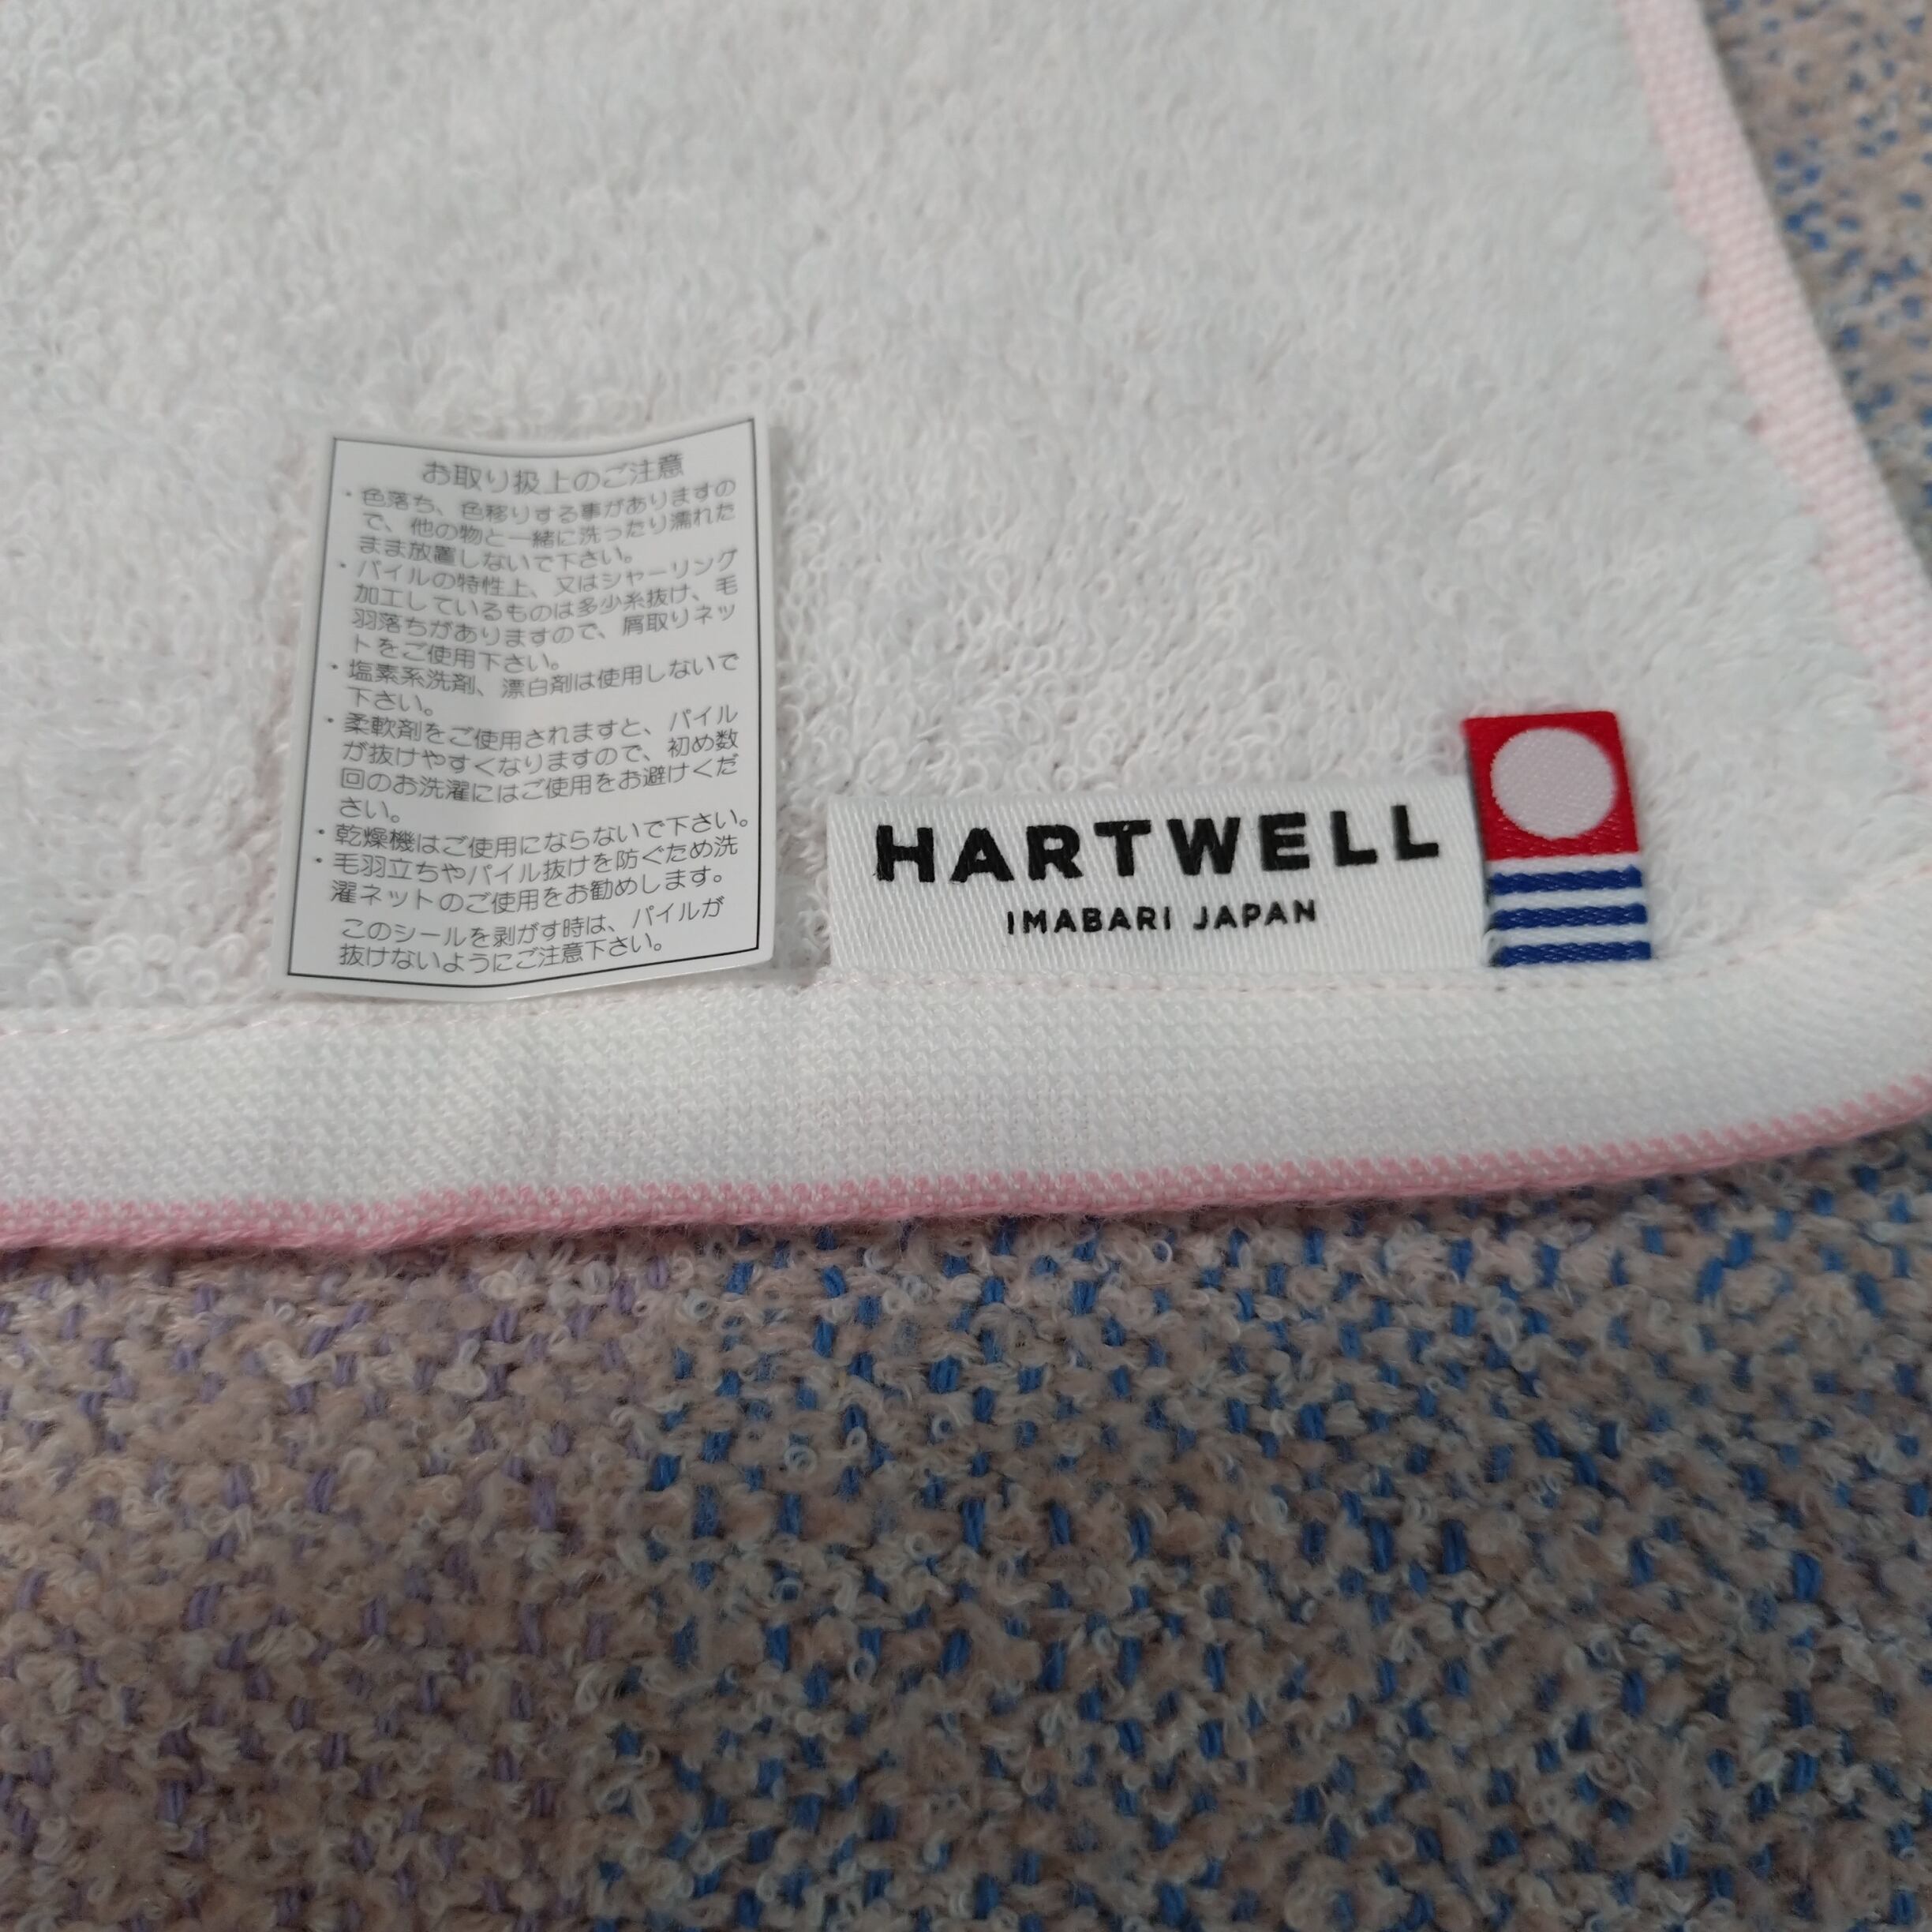 お取り扱上のご注意
・色落ち、色移りする事がありますの
で、他の物と一緒に洗ったり濡れた
まま放置しないで下さい。
・パイルの特性上、又はシャーリング
加工しているものは多少糸抜け、毛
羽落ちがありますので、屑取りネッ
トをご使用下さい。
・塩素系洗剤、漂白剤は使用しないで
下さい。
・柔軟剤をご使用されますと、パイル
が抜けやすくなりますので、初め数
回のお洗濯にはご使用をお避けくだ
さい。
・乾燥機はご使用にならないで下さい。
・毛羽立ちやパイル抜けを防ぐため洗
濯ネットのご使用をお勧めします。
このシールを剥がす時は、パイルが
抜けないようにご注意下さい。
HARTWELL
IMABARI JAPAN